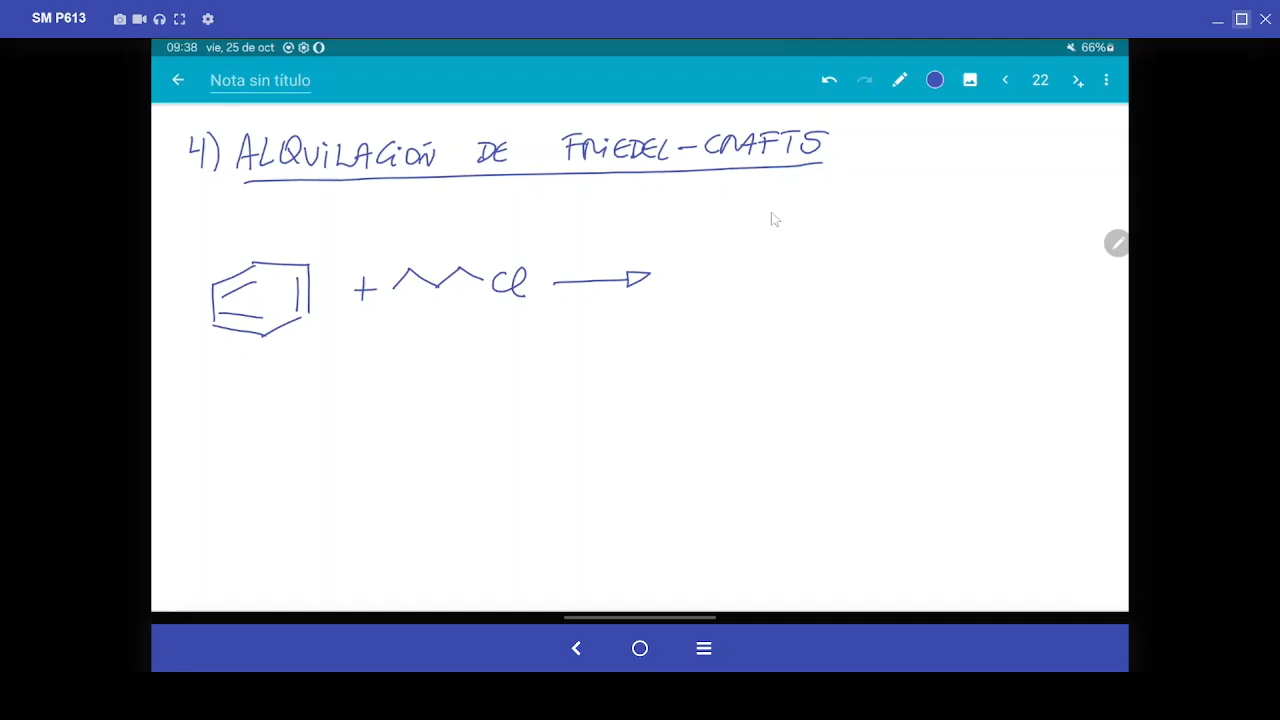 SM P613
09:38 vie, 25 de oct
66%
Nota sin título
22
4) ALQUILACIÓN DE FRIEDEL-CRAFTS
+ Cl